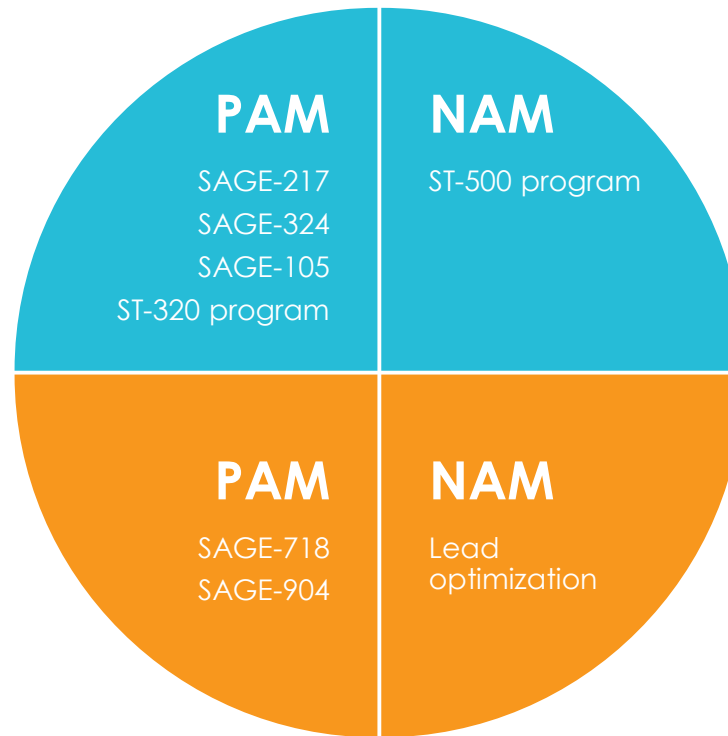 PAM
SAGE-217
SAGE-324
SAGE-105
ST-320 program
NAM
ST-500 program
PAM
SAGE-718
SAGE-904
NAM
Lead
optimization